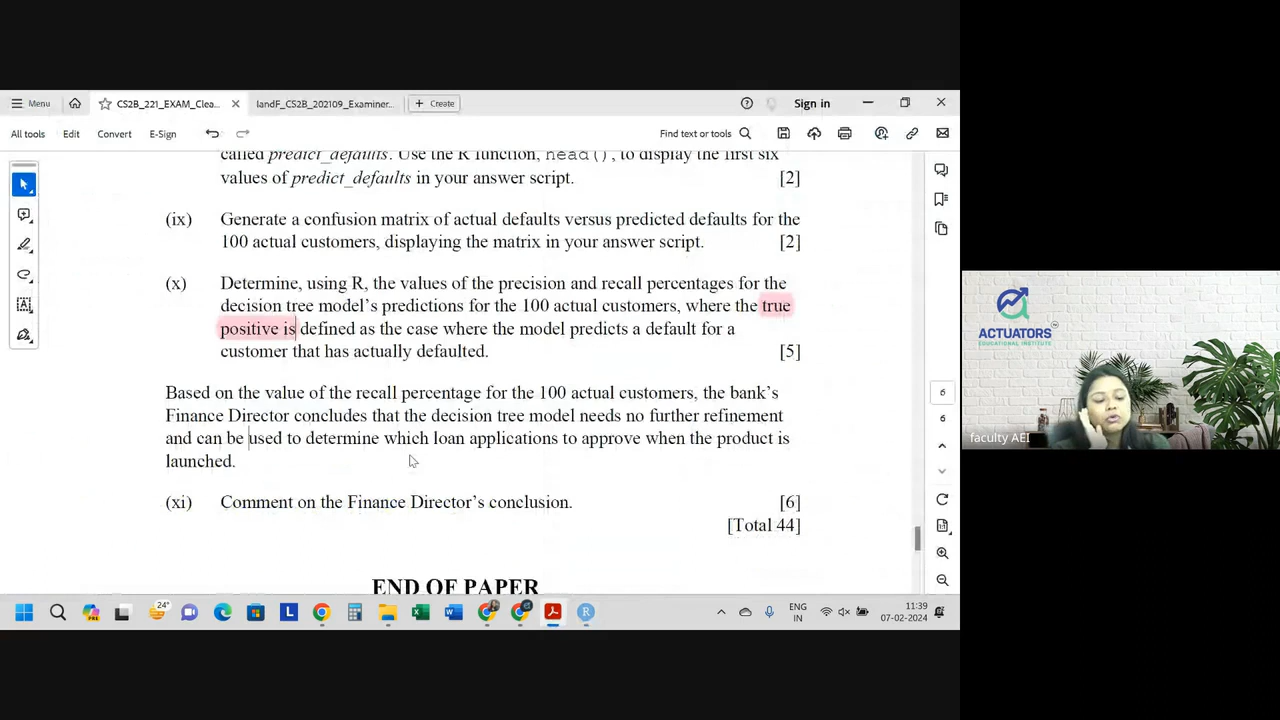 Menu
CS2B_221_EXAM_Clea...
IandF_CS2B_202109_Examiner...
Create
Sign in
All tools
Edit
Convert
E-Sign
Find text or tools
called predict_defaults. Use the R function, head(), to display the first six
values of predict_defaults in your answer script. [2]
(ix) Generate a confusion matrix of actual defaults versus predicted defaults for the
100 actual customers, displaying the matrix in your answer script. [2]
(x) Determine, using R, the values of the precision and recall percentages for the
decision tree model's predictions for the 100 actual customers, where the true
positive is defined as the case where the model predicts a default for a
customer that has actually defaulted. [5]
Based on the value of the recall percentage for the 100 actual customers, the bank's
Finance Director concludes that the decision tree model needs no further refinement
and can be used to determine which loan applications to approve when the product is
launched.
(xi) Comment on the Finance Director's conclusion. [6]
[Total 44]
END OF PAPER
6
6
ACTUATORS
EDUCATIONAL INSTITUTE
faculty AEI
24°
ENG
IN
11:39
07-02-2024